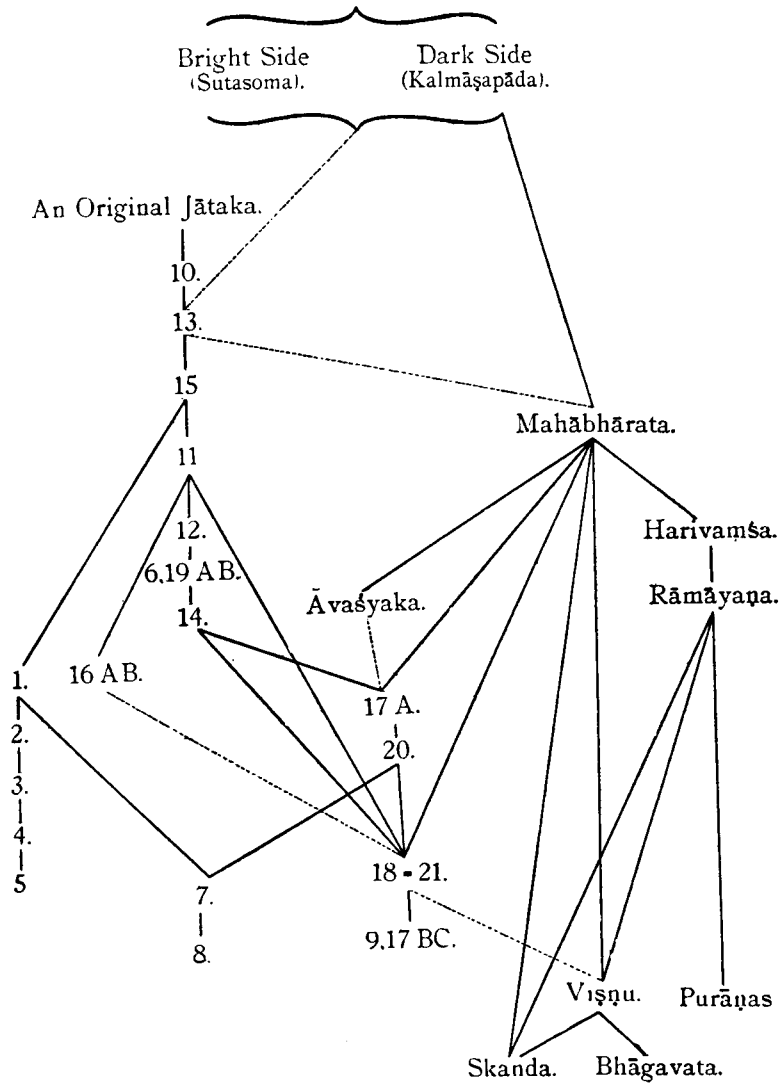 Bright Side
(Sutasoma).
Dark Side
(Kalmāṣapāda).
An Original Jātaka.
10.
13.
15
Mahābhārata.
11
12.
Harivaṃśa.
6,19 AB.
Āvaśyaka.
Rāmāyaṇa.
14.
1.
16 AB.
17 A.
2.
20.
3.
4.
5
18 - 21.
7.
9,17 BC.
8.
Viṣṇu.
Purāṇas
Skanda.
Bhāgavata.